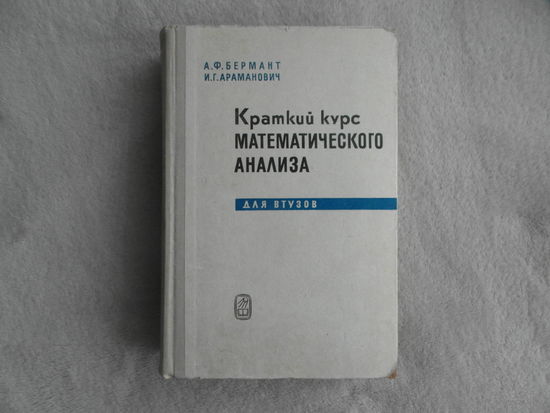 А.Ф.БЕРМАНТ
И.Г.АРАМАНОВИЧ
Краткий курс
МАТЕМАТИЧЕСКОГО
АНАЛИЗА
ДЛЯ ВТУЗОВ